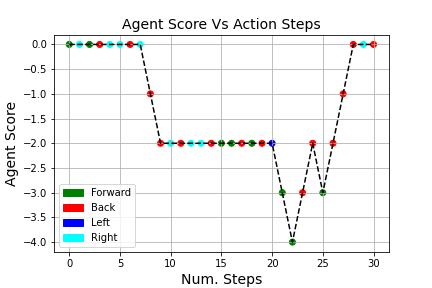 Agent Score Vs Action Steps
Agent Score
0.0
−0.5
−1.0
−1.5
−2.0
−2.5
−3.0
−3.5
−4.0
Forward
Back
Left
Right
0 5 10 15 20 25 30
Num. Steps